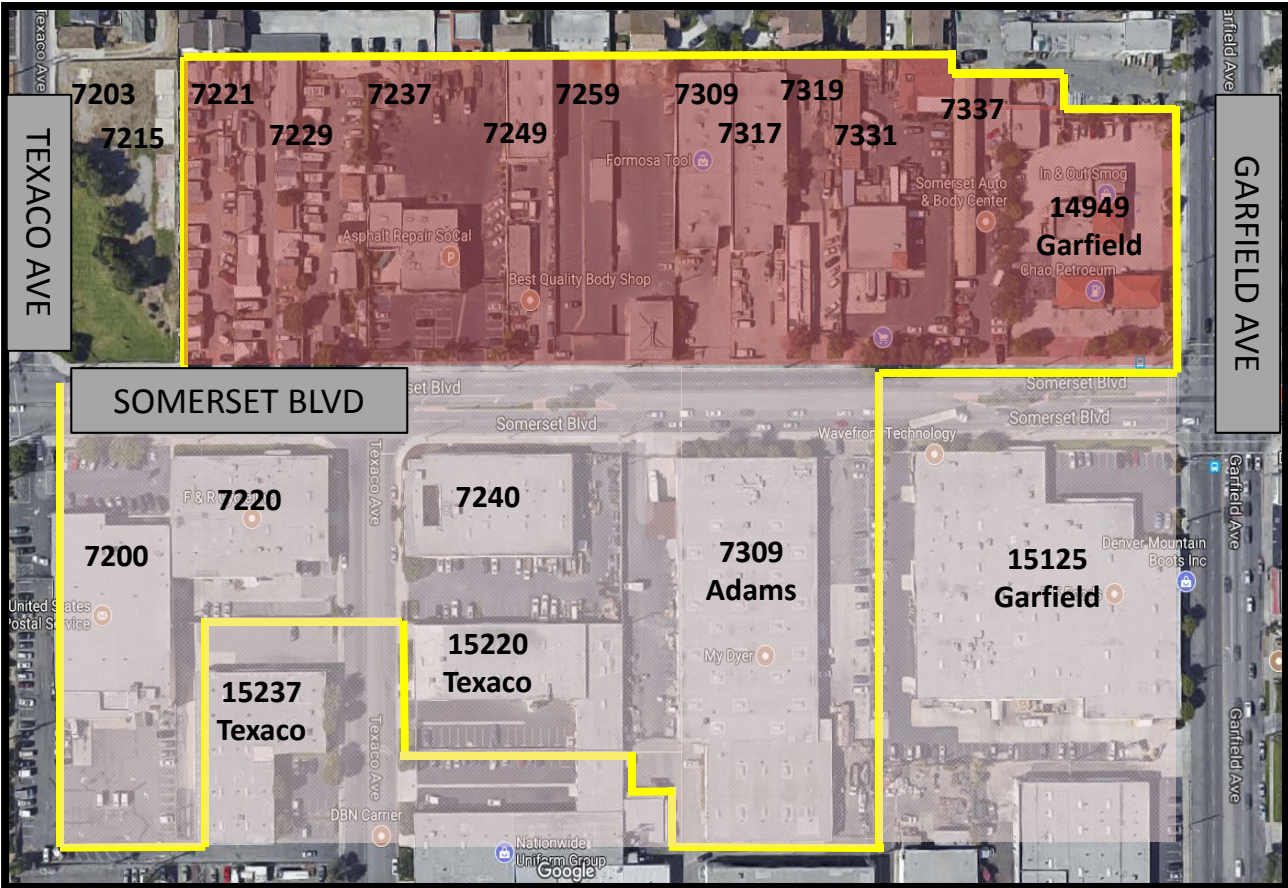 Texaco Ave
Garfield Ave
7203
7221
7237
7259
7309
7319
7337
7215
7229
7249
7317
7331
TEXACO AVE
GARFIELD AVE
Formosa Tool
In & Out Smog
Somerset Auto
& Body Center
14949
Garfield
Asphalt Repair SoCal
P
Best Quality Body Shop
Chao Petroeum
SOMERSET BLVD
set Blvd
Somerset Blvd
Somerset Blvd
Somerset Blvd
Wavefront Technology
Texaco Ave
F & R
7220
7240
7200
7309
Adams
15125
Garfield
Denver Mountain
Boots Inc
Garfield Ave
United States
Postal Service
15220
Texaco
My Dyer
15237
Texaco
Texaco Ave
Garfield Ave
DBN Carrier
Nationwide
Uniform Group
Google